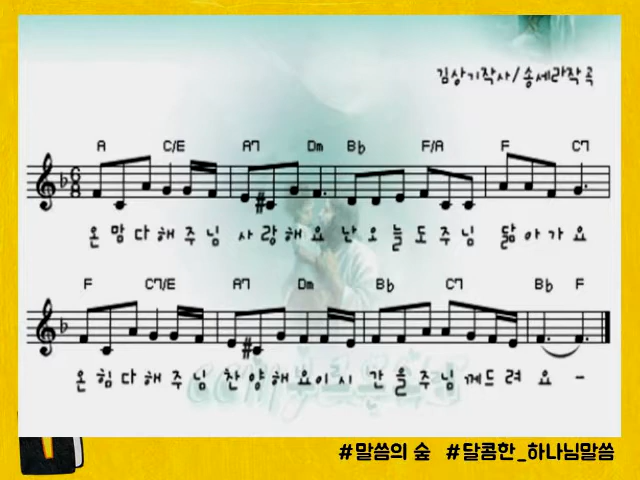 김상기작사/송세라작곡
A C/E A7 Dm Bb F/A F C7
6 8
온 맘 다 해 주 님 사 랑 해 요 난 오 늘 도 주 님 닮 아 가 요
F C7/E A7 Dm Bb C7 Bb F
온 힘 다 해 주 님 찬 양 해 요 이 시 간 을 주 님 께 드 려 요 -
#말씀의 숲 #달콤한_하나님말씀